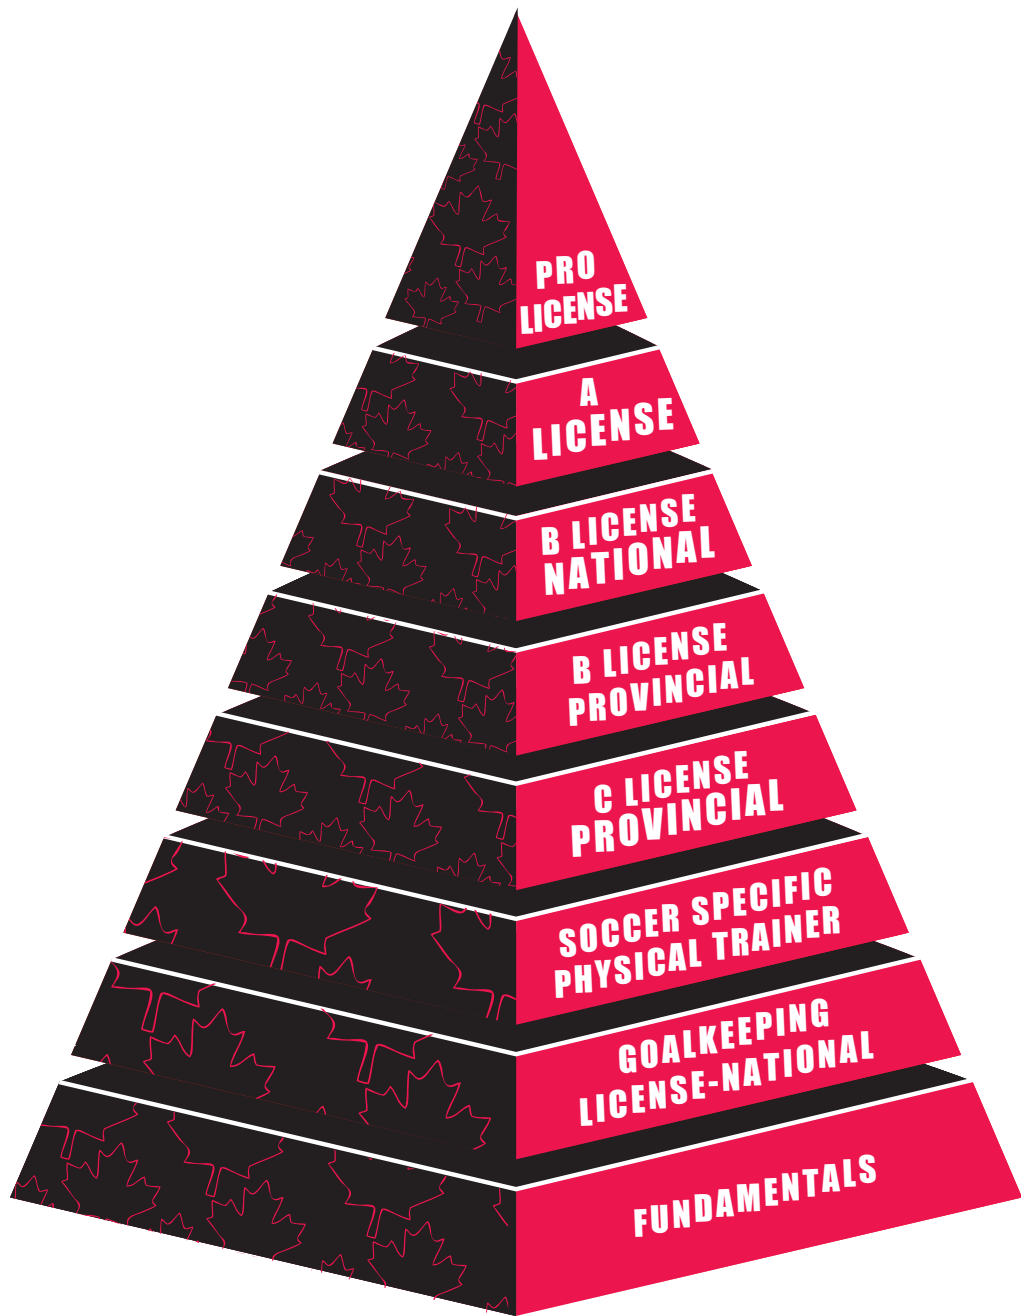 PRO
LICENSE
A
LICENSE
B LICENSE
NATIONAL
B LICENSE
PROVINCIAL
C LICENSE
PROVINCIAL
SOCCER SPECIFIC
PHYSICAL TRAINER
GOALKEEPING
LICENSE-NATIONAL
FUNDAMENTALS